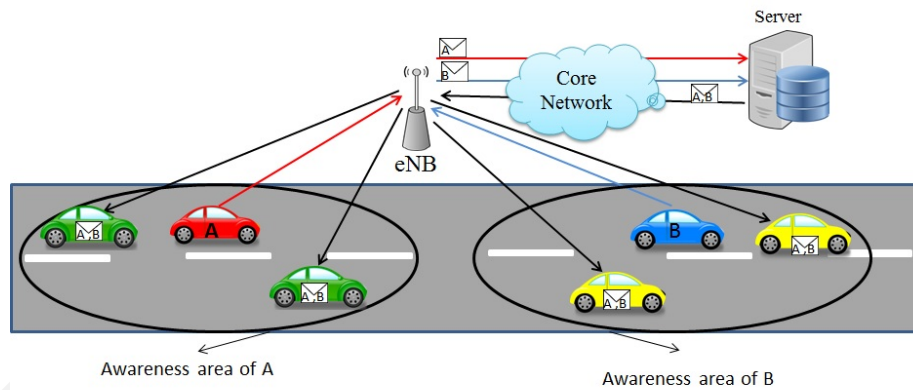 Server
A
B
Core
Network
A,B
eNB
A ,B
A
A ,B
B
A ,B
A ,B
Awareness area of A
Awareness area of B